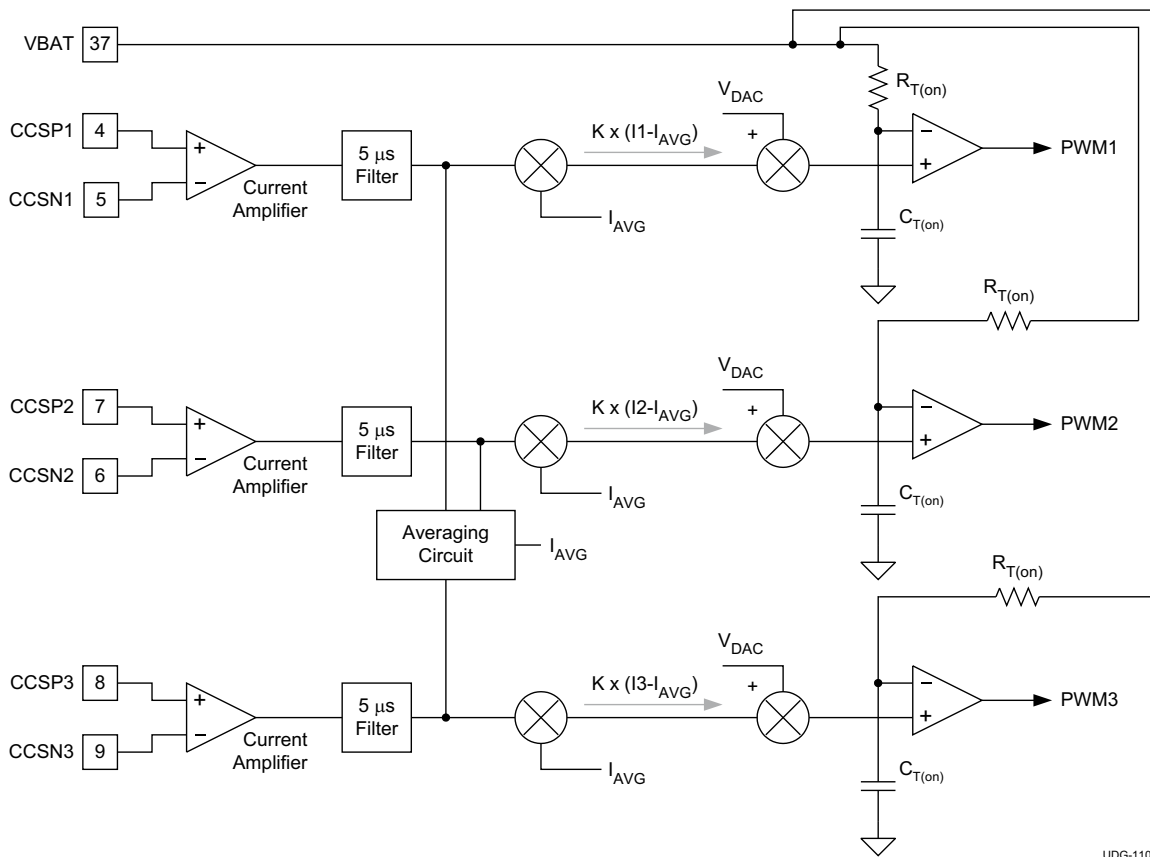 VBAT 37
R_T(on)
V_DAC
CCSP1 4
+
5 μs
Filter
K x (I1-I_AVG)
+
−
+
PWM1
−
CCSN1 5
Current
Amplifier
I_AVG
C_T(on)
R_T(on)
V_DAC
CCSP2 7
+
5 μs
Filter
K x (I2-I_AVG)
+
−
+
PWM2
−
CCSN2 6
Current
Amplifier
I_AVG
C_T(on)
Averaging
Circuit
I_AVG
R_T(on)
V_DAC
CCSP3 8
+
5 μs
Filter
K x (I3-I_AVG)
+
−
+
PWM3
−
CCSN3 9
Current
Amplifier
I_AVG
C_T(on)